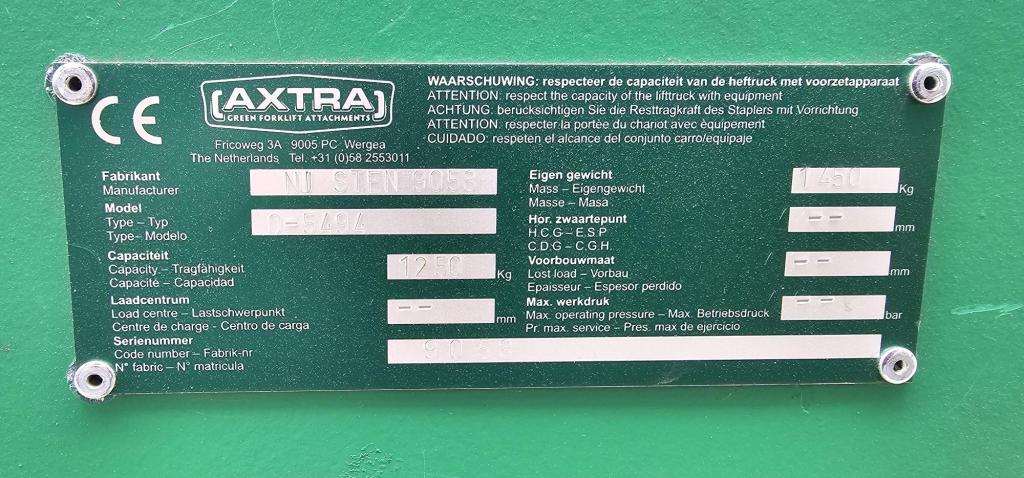 CE
AXTRA
GREEN FORKLIFT ATTACHMENTS
Fricoweg 3A 9005 PC Wergea
The Netherlands Tel. +31 (0)58 2553011
WAARSCHUWING: respecteer de capaciteit van de heftruck met voorzetapparaat
ATTENTION: respect the capacity of the lifttruck with equipment
ACHTUNG: berücksichtigen Sie die Resttragkraft des Staplers mit Vorrichtung
ATTENTION: respecter la portée du chariot avec équipement
CUIDADO: respeten el alcance del conjunto carro/equipaje
Fabrikant
Manufacturer
NIJSTEN 9058
Model
Type – Typ
Type– Modelo
D-5494
Capaciteit
Capacity – Tragfähigkeit
Capacité – Capacidad
1250 Kg
Laadcentrum
Load centre – Lastschwerpunkt
Centre de charge - Centro de carga
-- mm
Serienummer
Code number – Fabrik-nr
N° fabric – N° matricula
9058
Eigen gewicht
Mass – Eigengewicht
Masse – Masa
1450 Kg
Hor. zwaartepunt
H.C.G – E.S.P
C.D.G – C.G.H.
-- mm
Voorbouwmaat
Lost load – Vorbau
Epaisseur – Espesor perdido
-- mm
Max. werkdruk
Max. operating pressure – Max. Betriebsdruck
Pr. max. service – Pres. max de ejercicio
-- bar